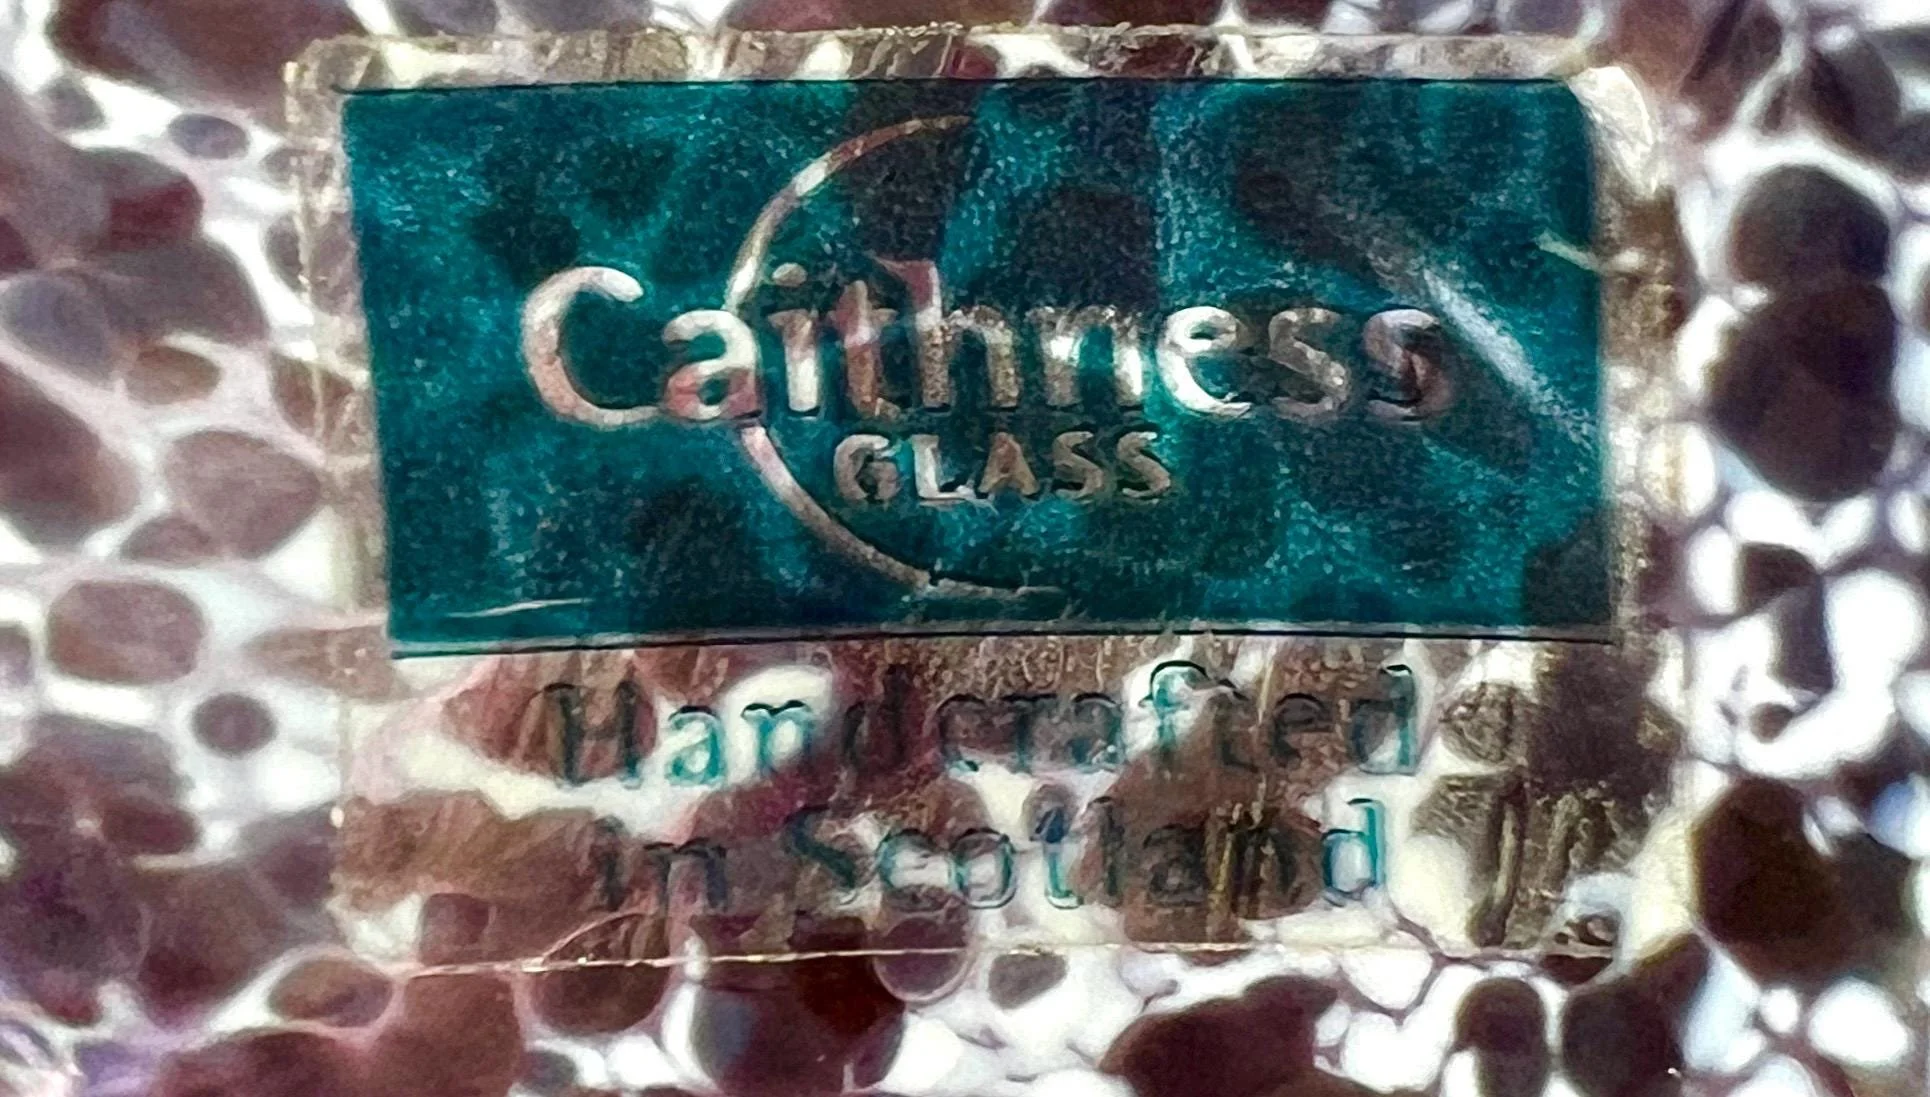 Caithness
GLASS
Handcrafted
in Scotland